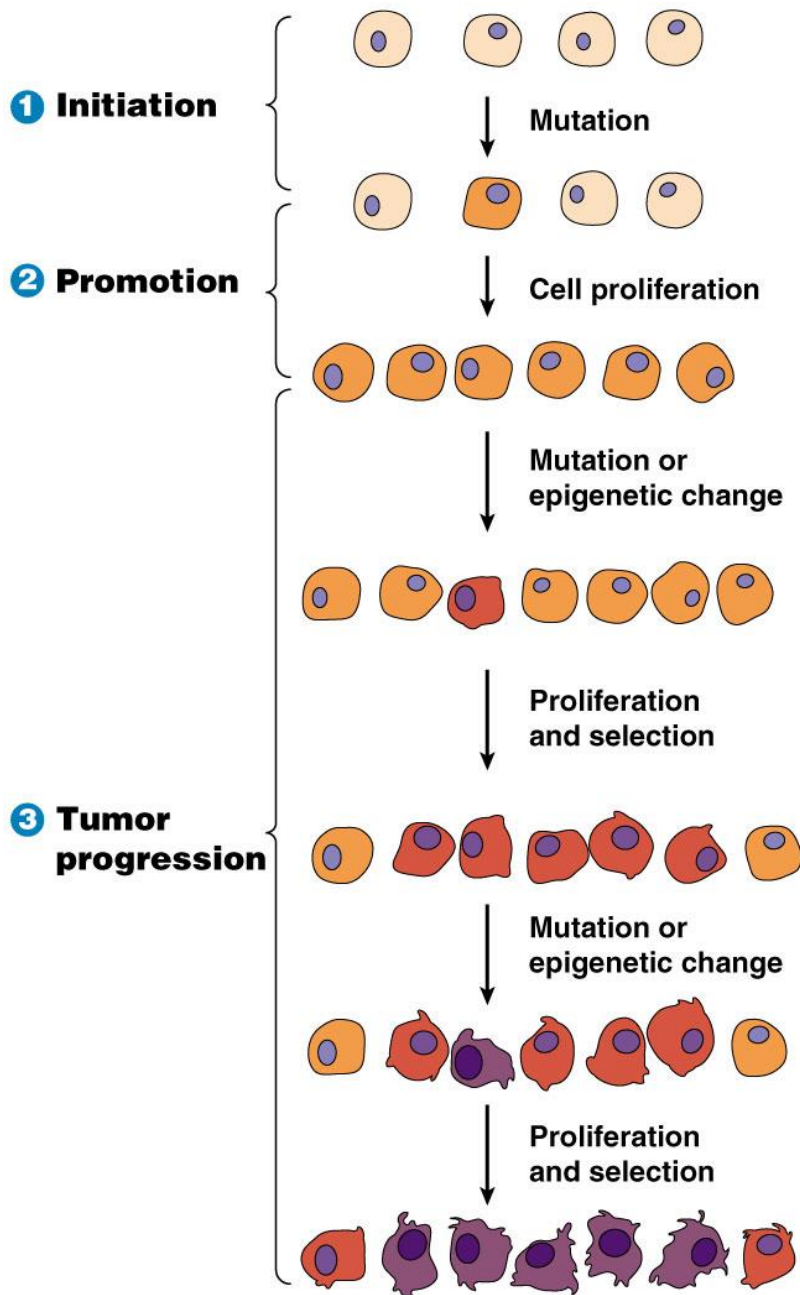 1 Initiation
Mutation
2 Promotion
Cell proliferation
Mutation or
epigenetic change
Proliferation
and selection
3 Tumor
progression
Mutation or
epigenetic change
Proliferation
and selection